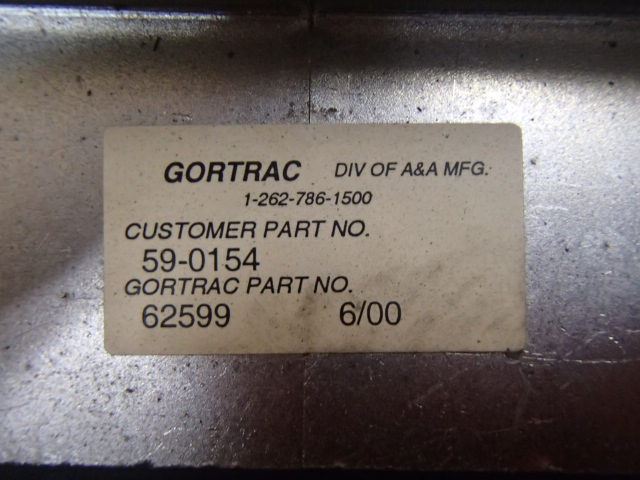 GORTRAC DIV OF A&A MFG.
1-262-786-1500
CUSTOMER PART NO.
59-0154
GORTRAC PART NO.
62599 6/00